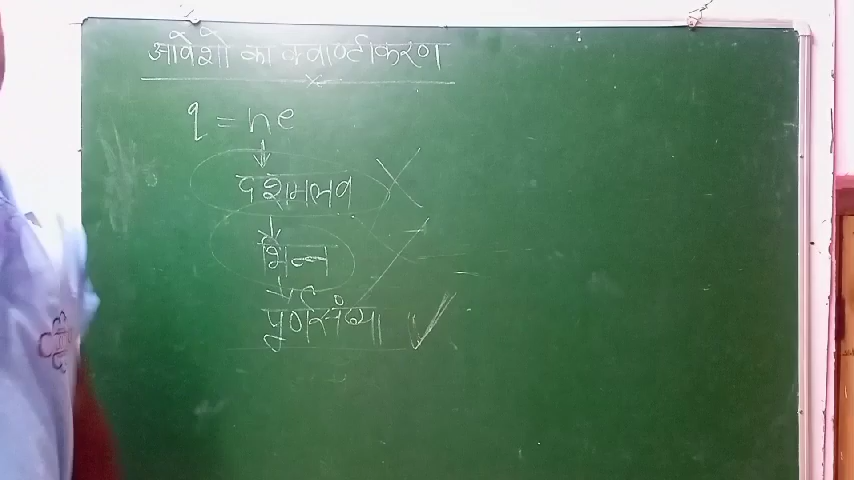 आवेशो का क्वाण्टीकरण
q = ne
दशमलव
भिन्न
पूर्णसंख्या